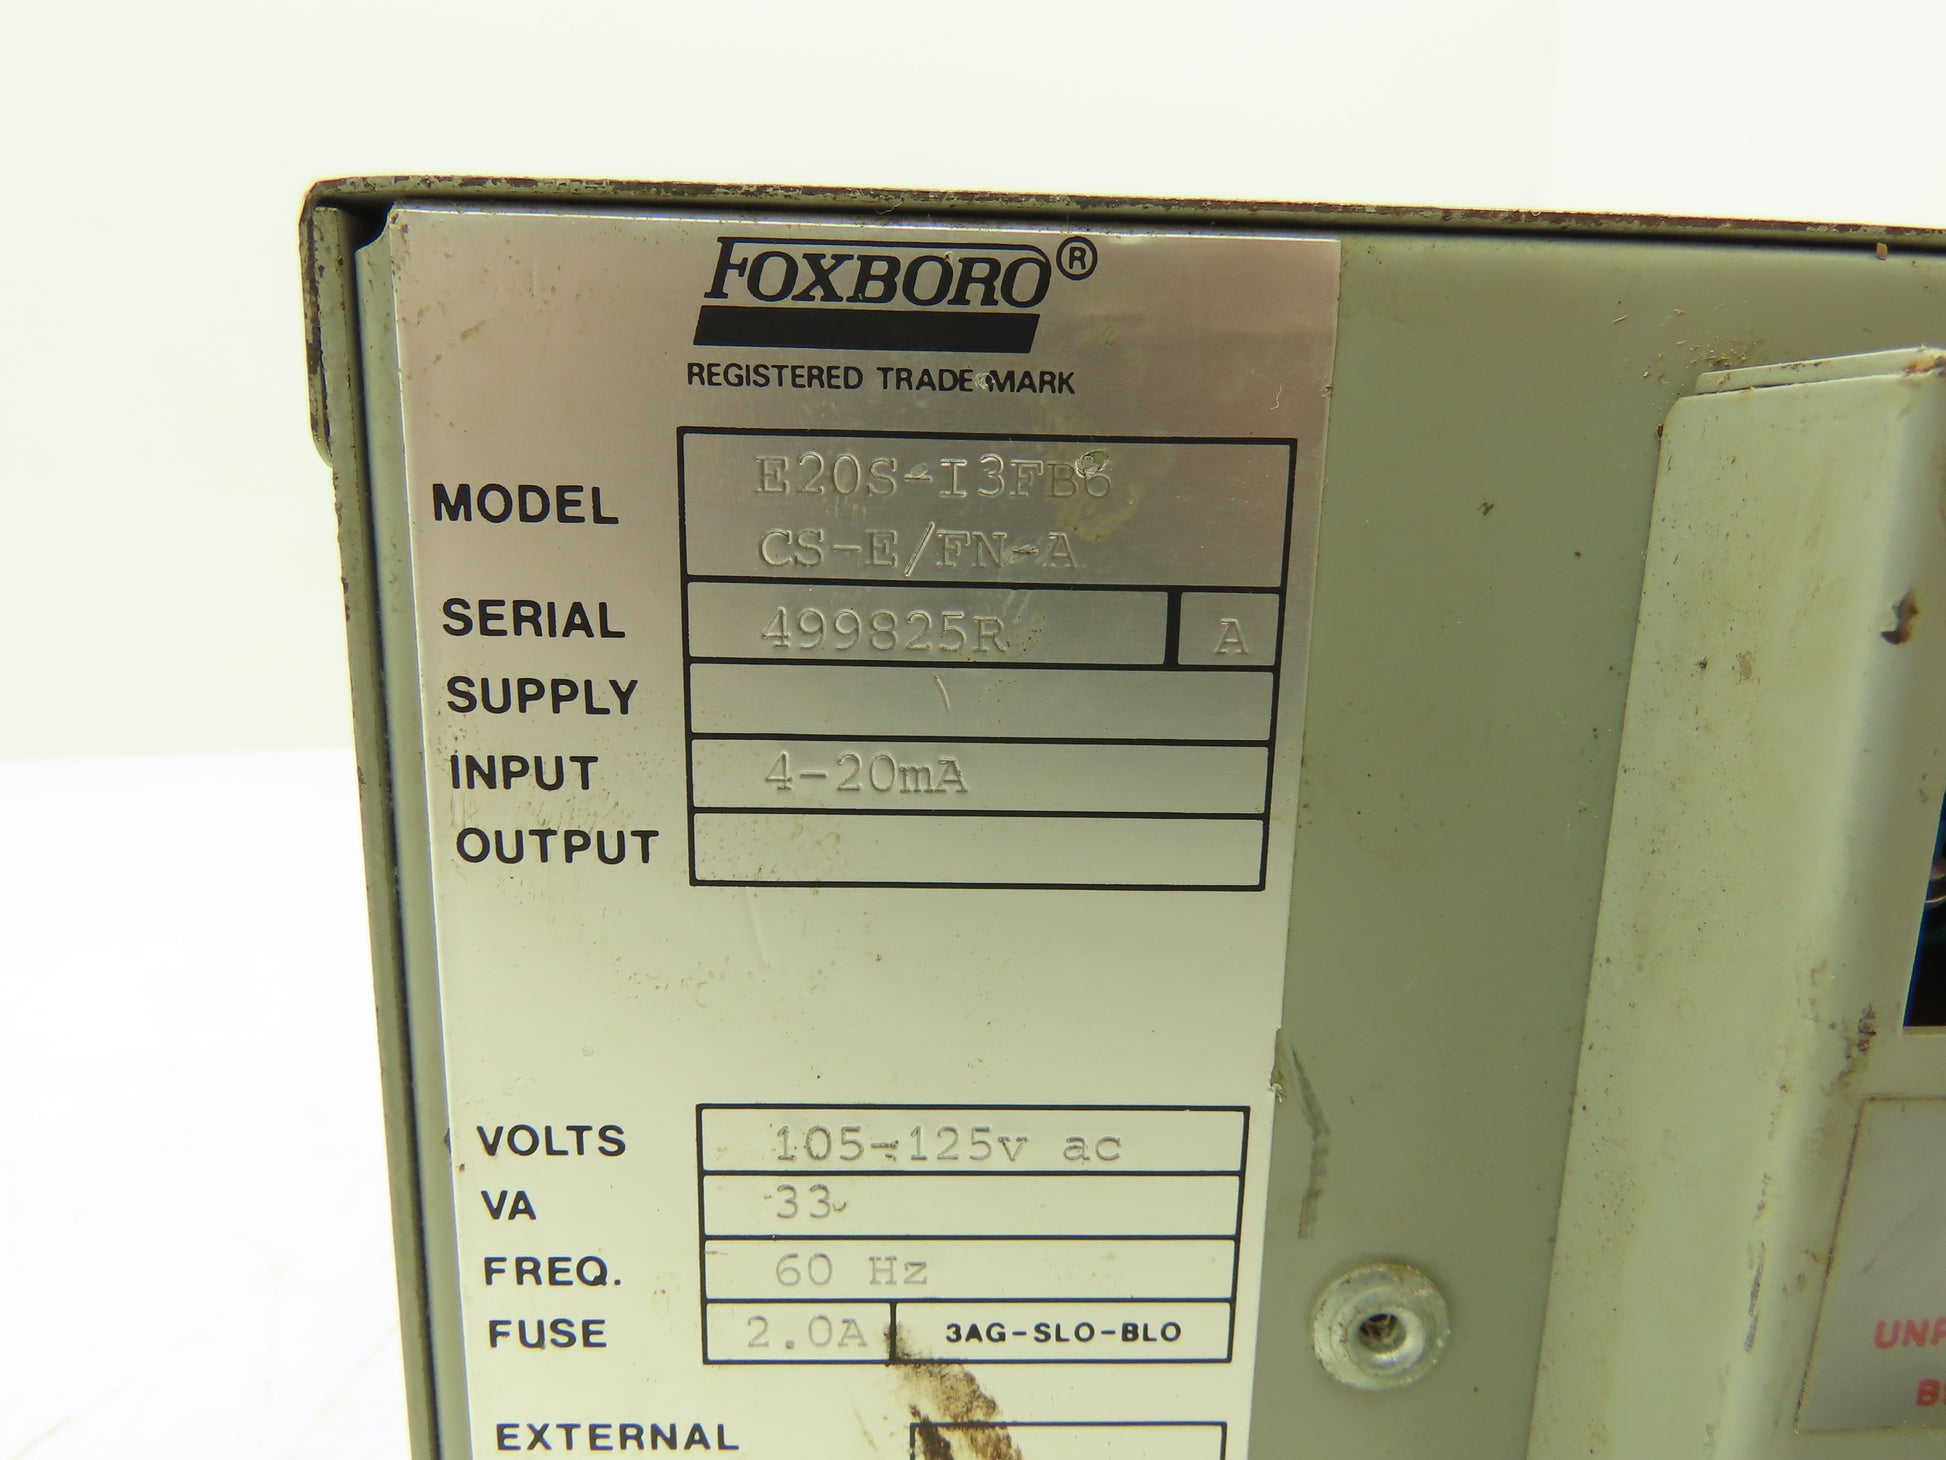 FOXBORO®
REGISTERED TRADE MARK
MODEL E20S-I3FB6
CS-E/FN-A
SERIAL 499825R A
SUPPLY
INPUT 4-20mA
OUTPUT
VOLTS 105-125v ac
VA 33
FREQ. 60 Hz
FUSE 2.0A 3AG-SLO-BLO
EXTERNAL